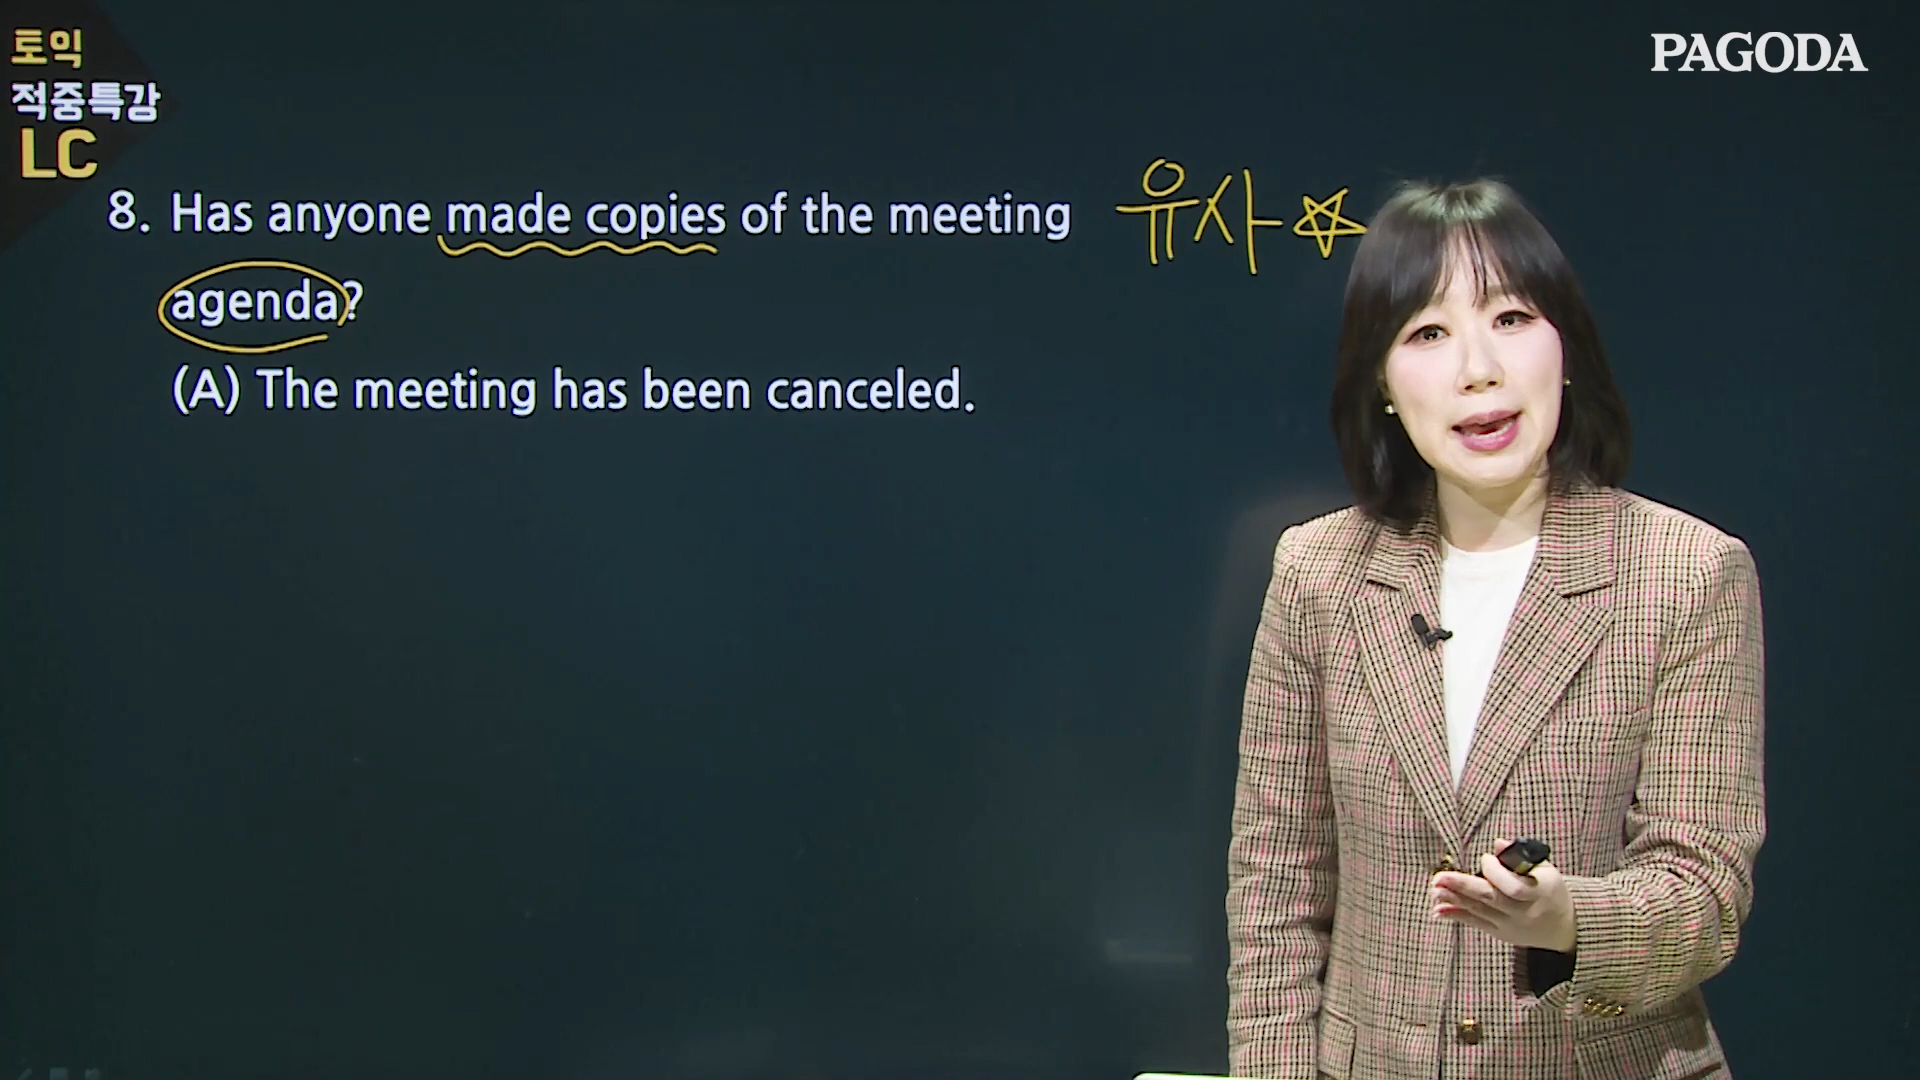 토익
적중특강
LC
PAGODA
8. Has anyone made copies of the meeting
agenda?
유사☆
(A) The meeting has been canceled.